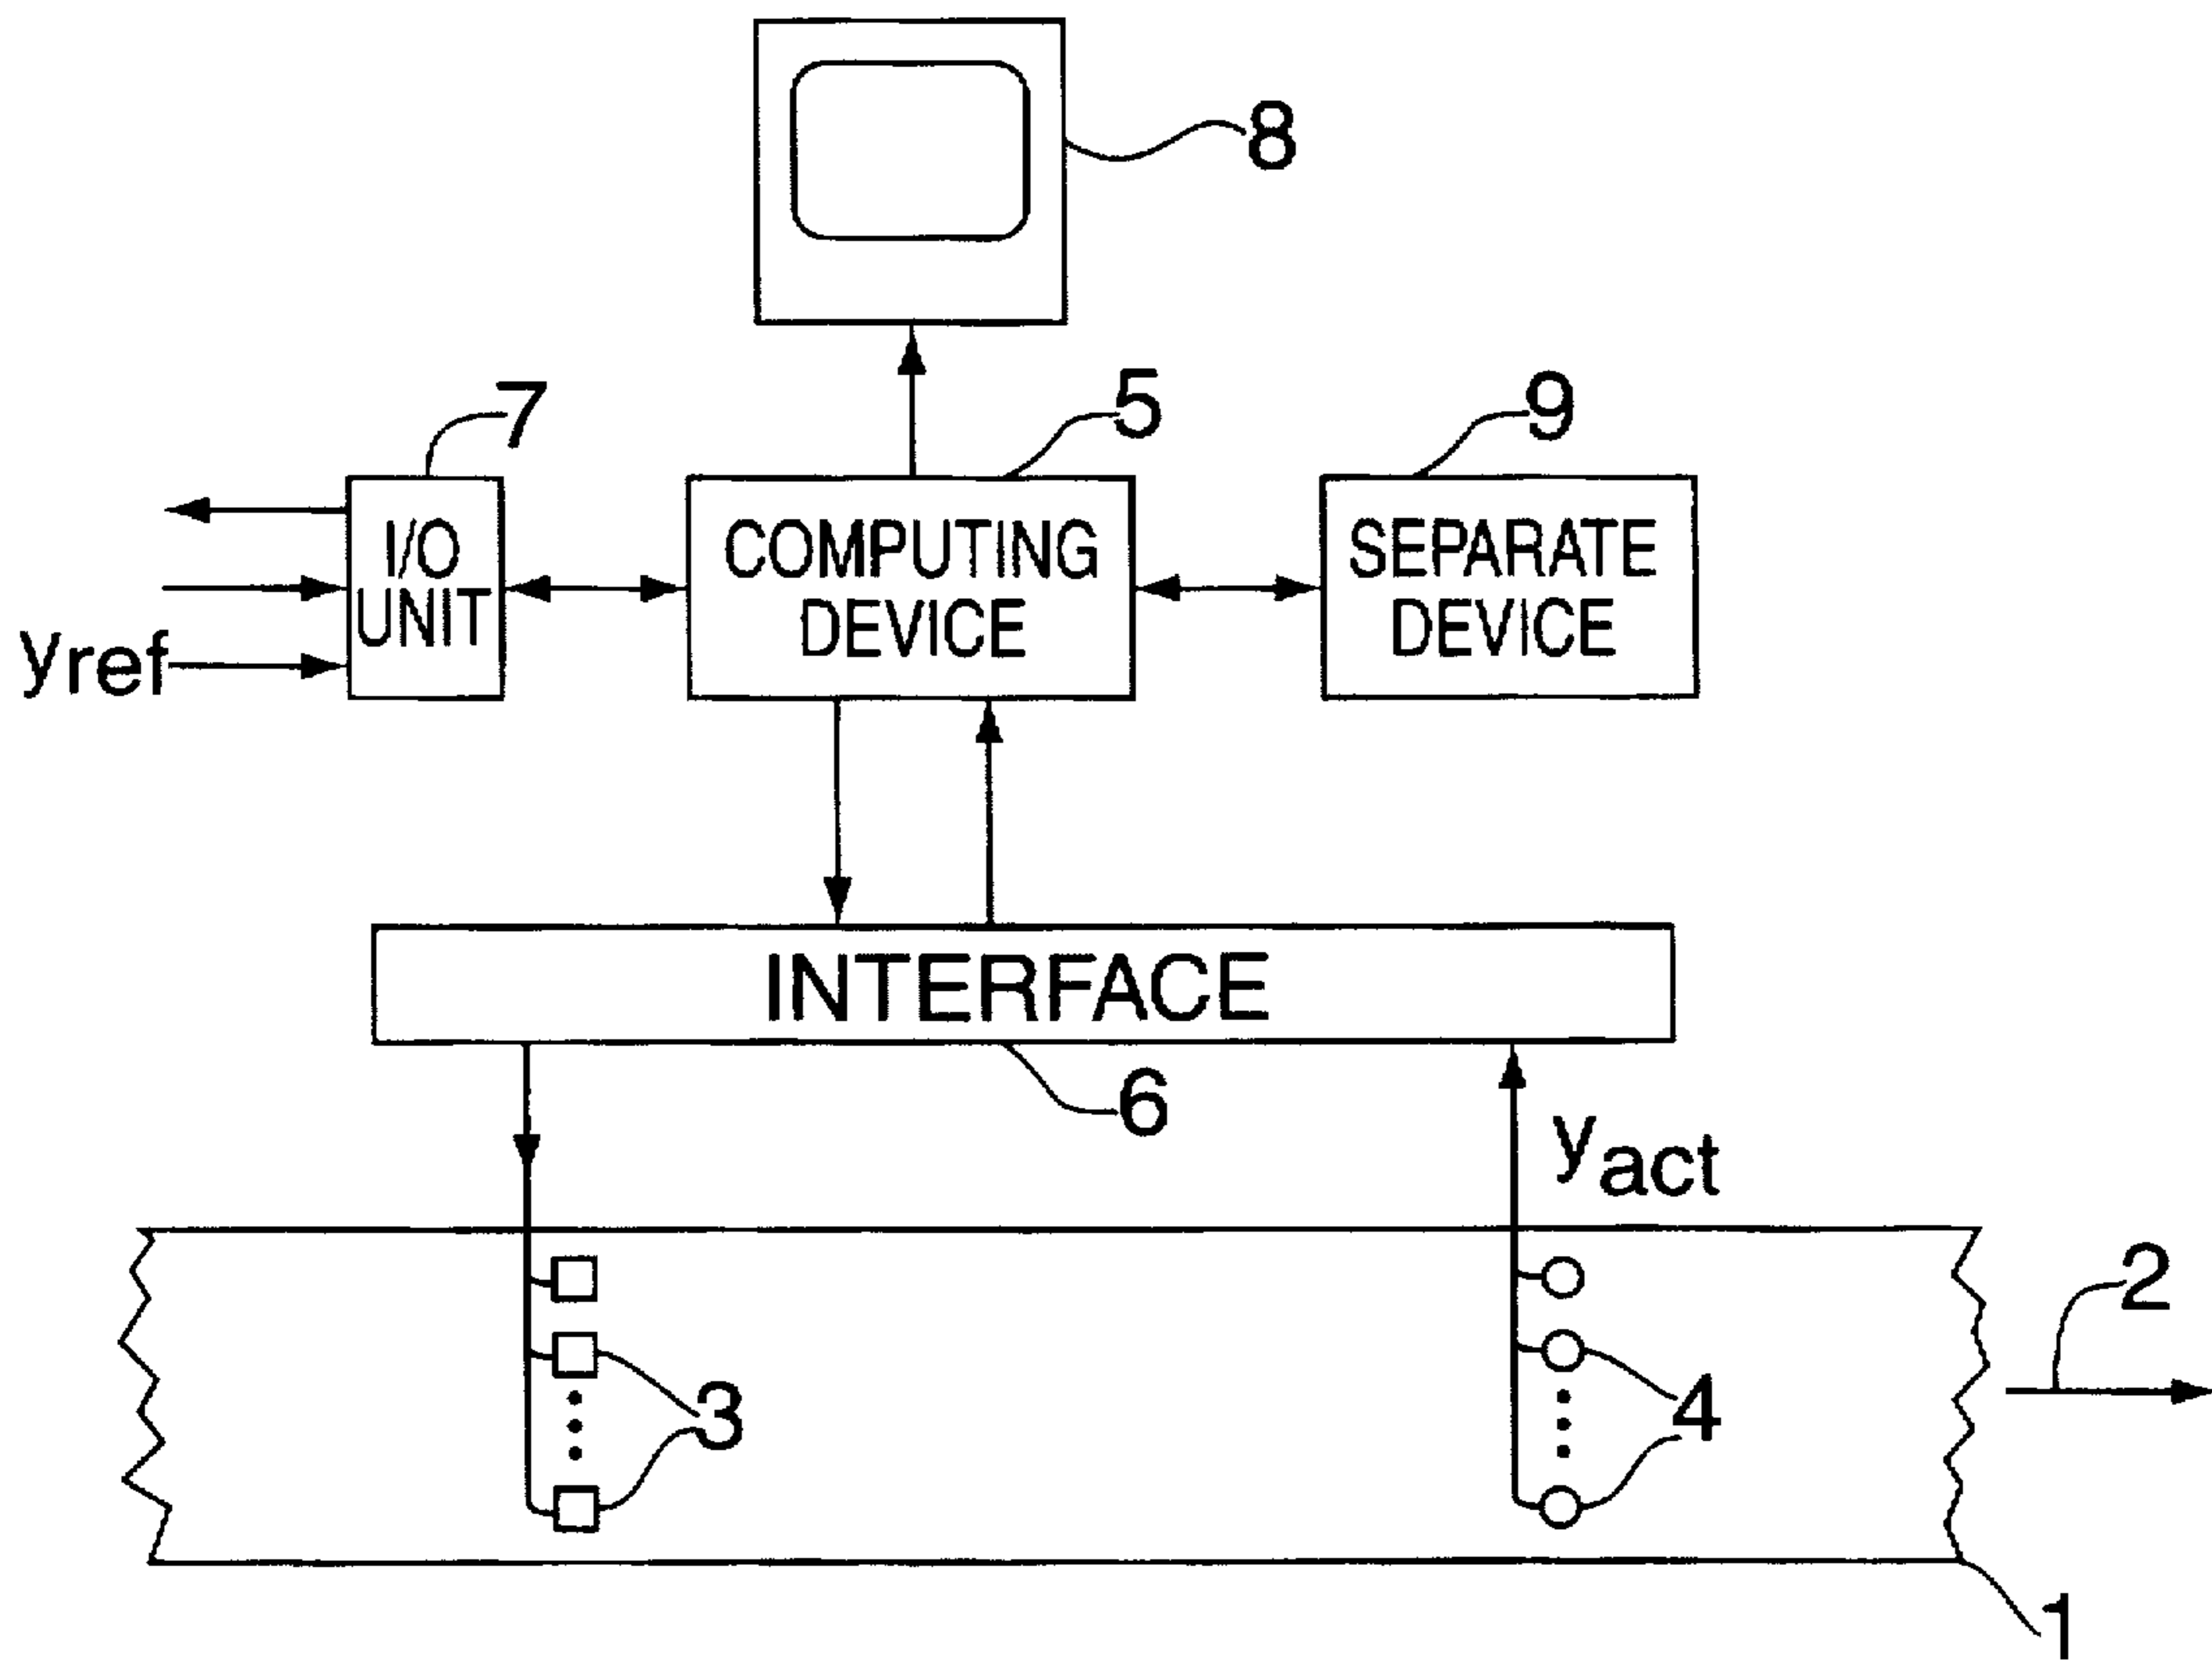 8
7
5
9
I/O
UNIT
COMPUTING
DEVICE
SEPARATE
DEVICE
yref
INTERFACE
6
yact
2
3
4
1